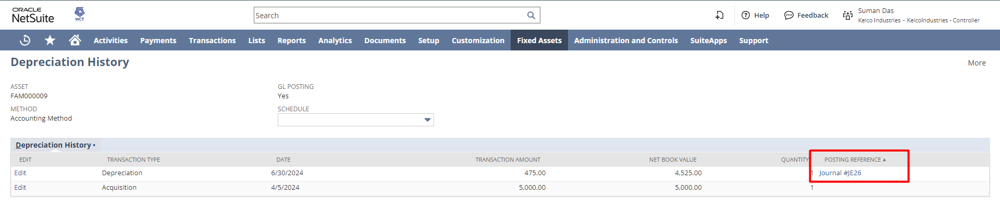 ORACLE
NetSuite
WCT
Search
Help
Feedback
Suman Das
Kelco Industries - KelcoIndustries - Controller
Activities Payments Transactions Lists Reports Analytics Documents Setup Customization Fixed Assets Administration and Controls SuiteApps Support
Depreciation History
More
ASSET
FAM000009
GL POSTING
Yes
METHOD
Accounting Method
SCHEDULE
Depreciation History •
EDIT TRANSACTION TYPE DATE TRANSACTION AMOUNT NET BOOK VALUE QUANTITY POSTING REFERENCE ▲
Edit Depreciation 6/30/2024 475.00 4,525.00 1 Journal #JE26
Edit Acquisition 4/5/2024 5,000.00 5,000.00 1